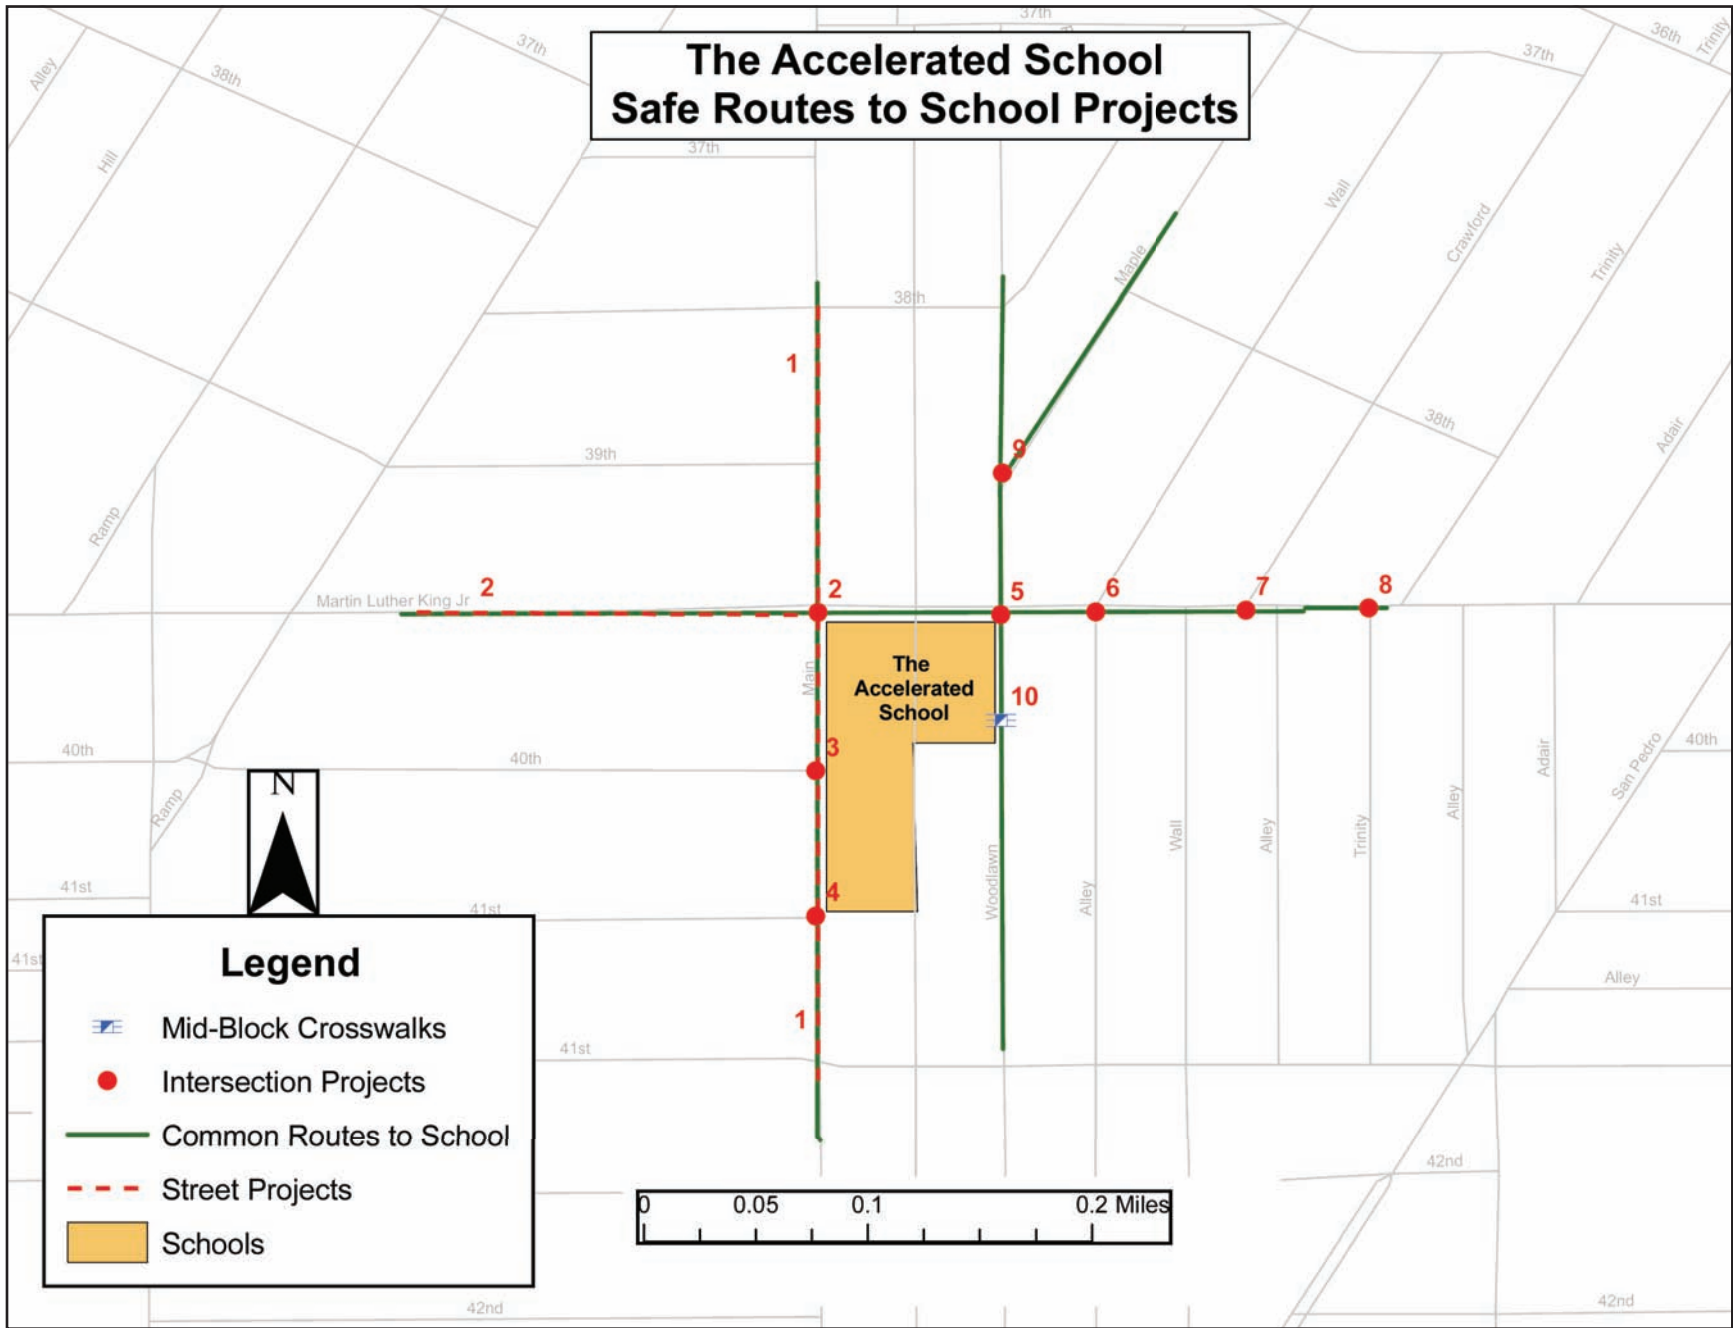 37th
36th
Trinity
37th
37th
The Accelerated School
Safe Routes to School Projects
Alley
38th
37th
Hill
Wall
Crawford
Trinity
Maple
38th
1
38th
Adair
9
39th
Ramp
2
Martin Luther King Jr
2
5
6
7
8
The
Accelerated
School
Main
10
3
40th
40th
40th
San Pedro
Adair
N
Ramp
Alley
Wall
Alley
Trinity
Woodlawn
Alley
4
41st
41st
41st
41st
Alley
1
41st
Legend
Mid-Block Crosswalks
Intersection Projects
Common Routes to School
Street Projects
Schools
42nd
0 0.05 0.1 0.2 Miles
42nd
42nd